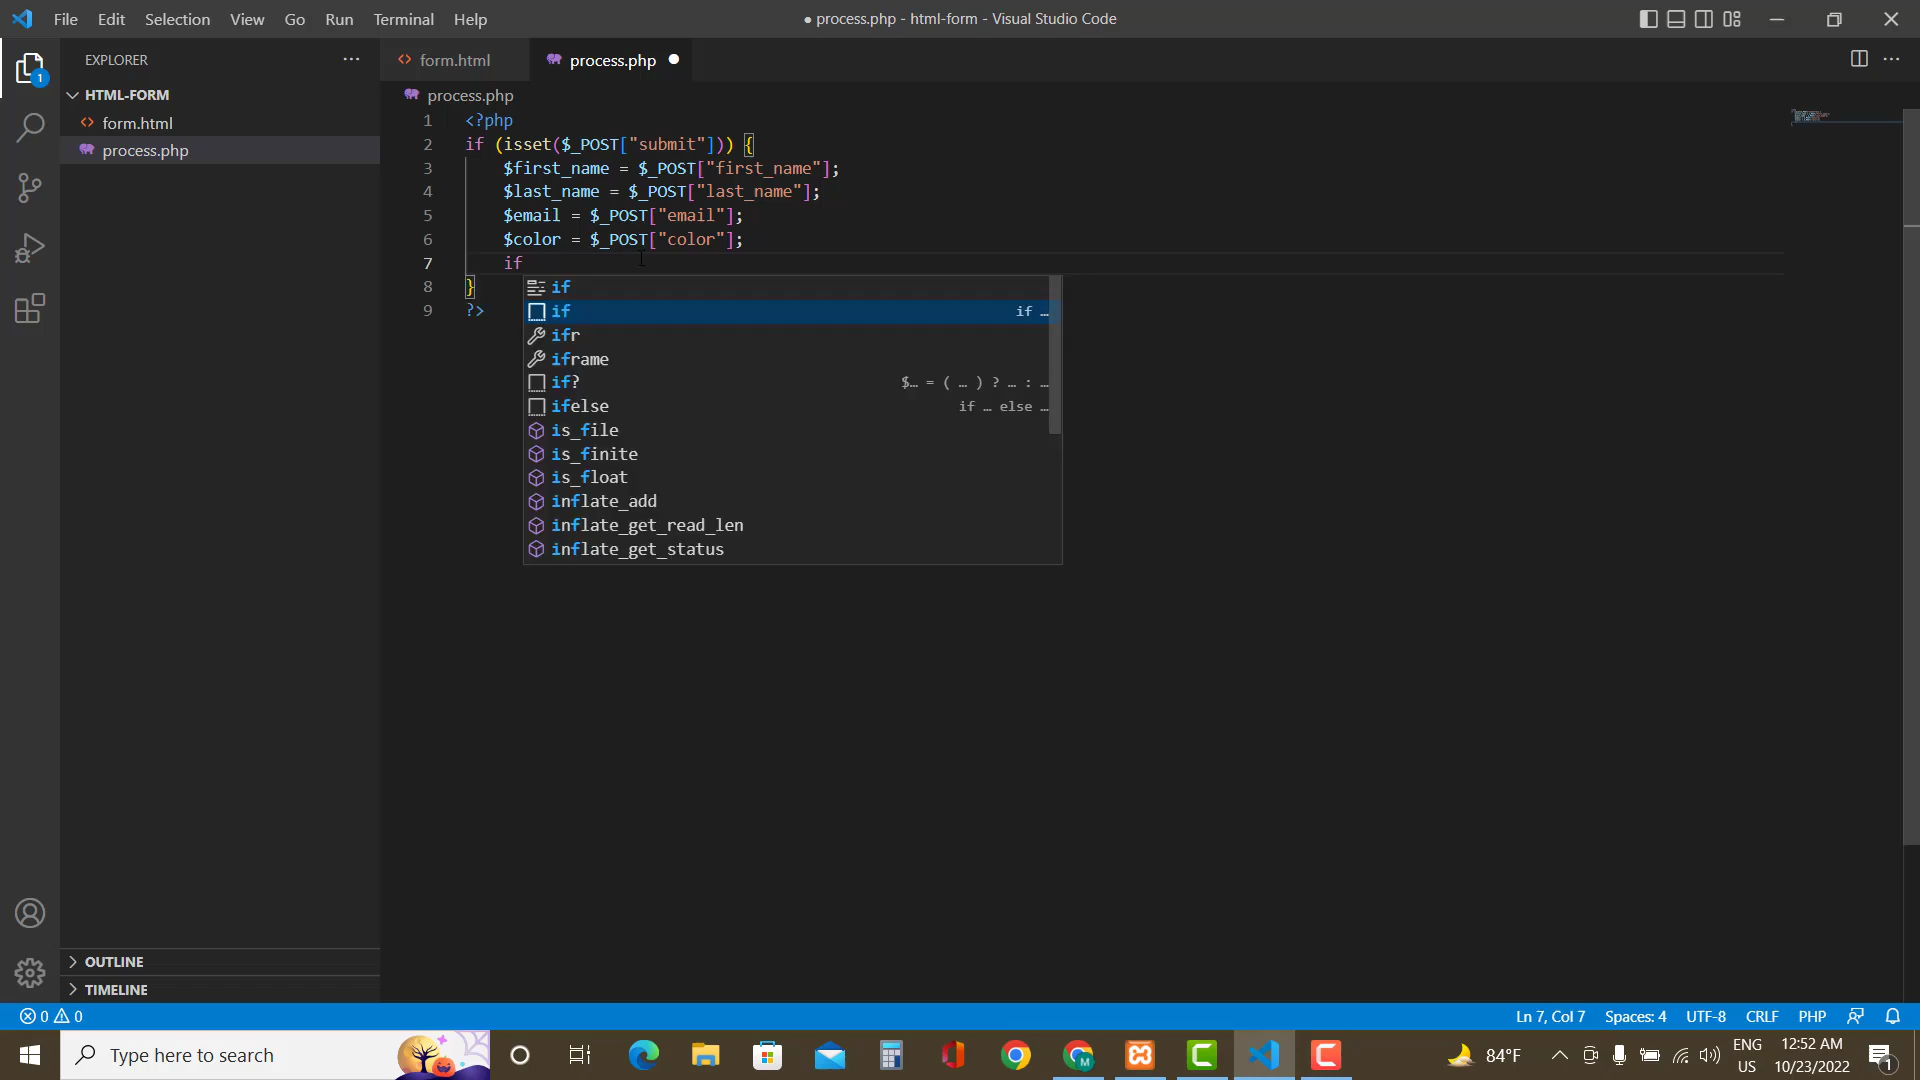 File Edit Selection View Go Run Terminal Help
● process.php - html-form - Visual Studio Code
EXPLORER
HTML-FORM
form.html
process.php
OUTLINE
TIMELINE
form.html
process.php
process.php
1 <?php
2 if (isset($_POST["submit"])) {
3 $first_name = $_POST["first_name"];
4 $last_name = $_POST["last_name"];
5 $email = $_POST["email"];
6 $color = $_POST["color"];
7 if
8 }
9 ?>
if
if if …
ifr
iframe
if? $… = ( … ) ? … : …
ifelse if … else …
is_file
is_finite
is_float
inflate_add
inflate_get_read_len
inflate_get_status
1
0 0
Ln 7, Col 7 Spaces: 4 UTF-8 CRLF PHP
Type here to search
84°F
ENG
US
12:52 AM
10/23/2022
1